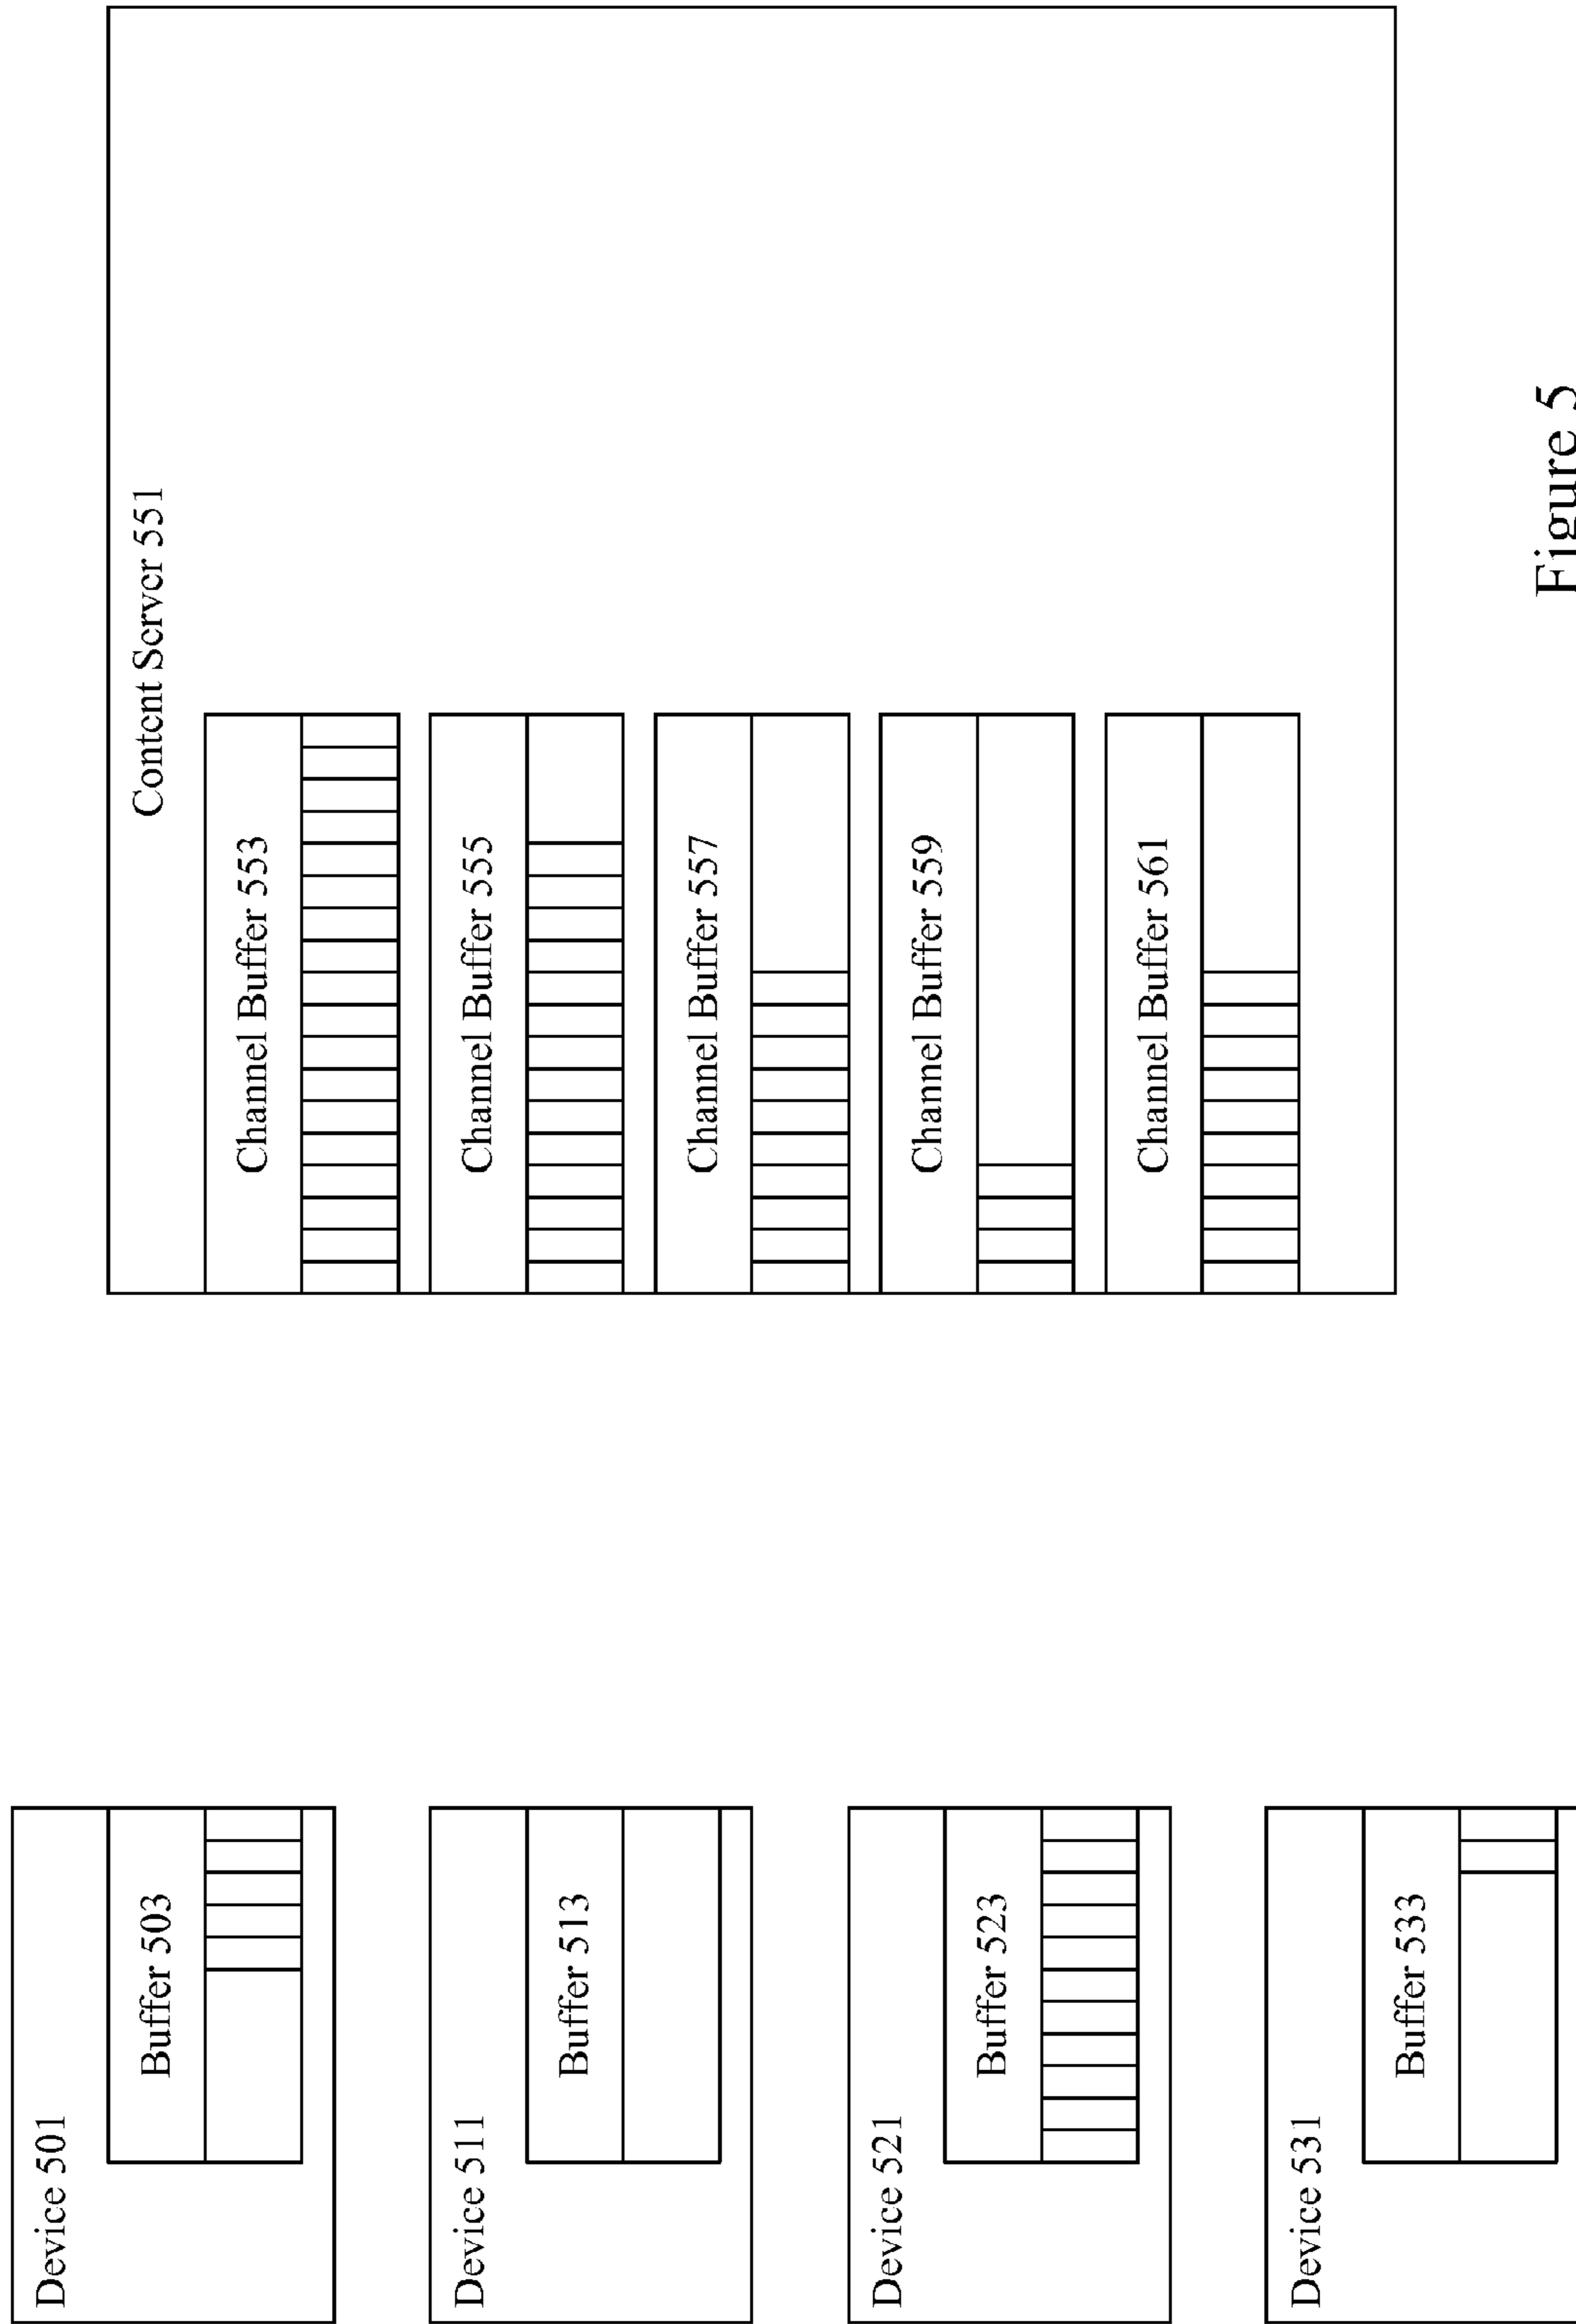 Device 501
Buffer 503
Device 511
Buffer 513
Device 521
Buffer 523
Device 531
Buffer 533
Content Server 551
Channel Buffer 553
Channel Buffer 555
Channel Buffer 557
Channel Buffer 559
Channel Buffer 561
Figure 5